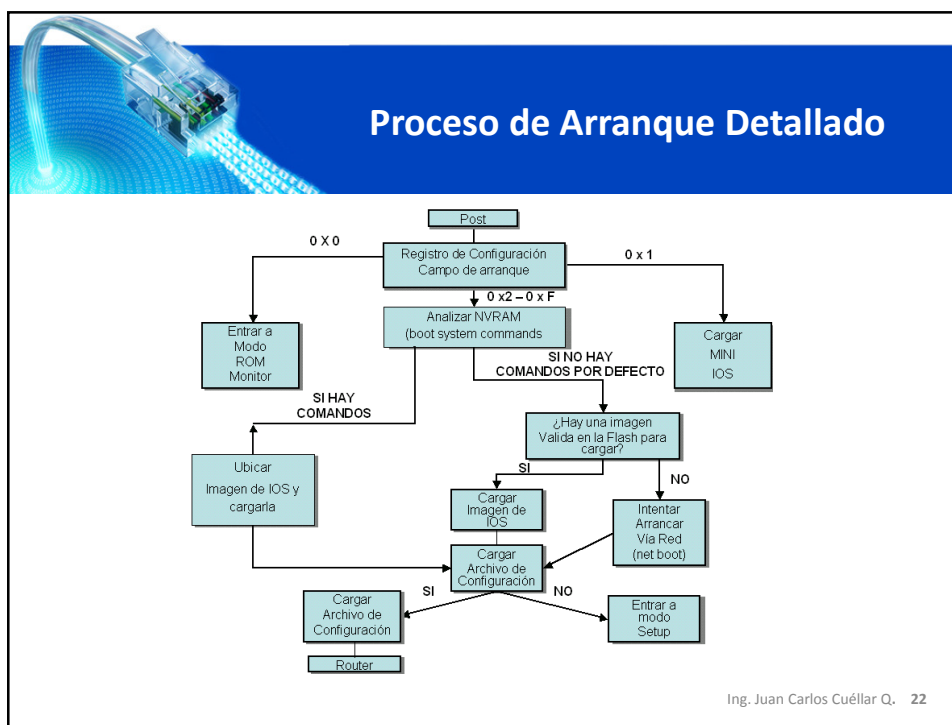 Proceso de Arranque Detallado
Post
0 X 0
Registro de Configuración
Campo de arranque
0 x 1
0 x2 – 0 x F
Analizar NVRAM
(boot system commands
Entrar a
Modo
ROM
Monitor
Cargar
MINI
IOS
SI NO HAY
COMANDOS POR DEFECTO
SI HAY
COMANDOS
¿Hay una imagen
Valida en la Flash para
cargar?
Ubicar
Imagen de IOS y
cargarla
SI
NO
Cargar
Imagen de
IOS
Intentar
Arrancar
Vía Red
(net boot)
Cargar
Archivo de
Configuración
SI
NO
Cargar
Archivo de
Configuración
Entrar a
modo
Setup
Router
Ing. Juan Carlos Cuéllar Q. 22